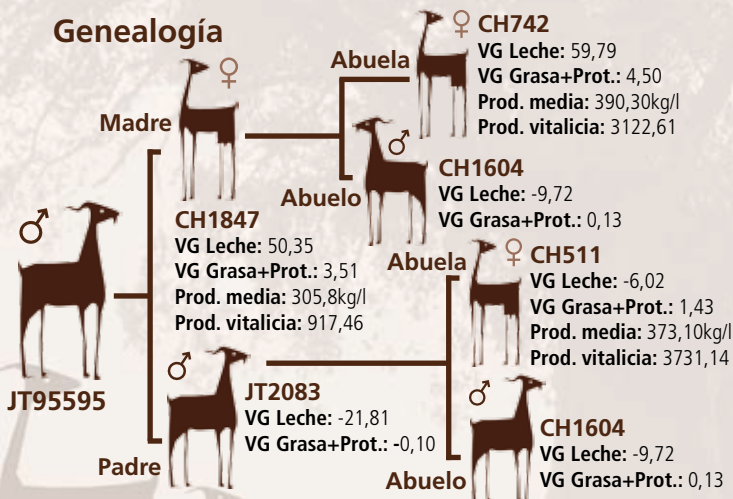 Genealogía
Abuela
♀ CH742
VG Leche: 59,79
VG Grasa+Prot.: 4,50
Prod. media: 390,30kg/l
Prod. vitalicia: 3122,61
♀
Madre
♂
Abuelo
CH1604
VG Leche: -9,72
VG Grasa+Prot.: 0,13
♂
CH1847
VG Leche: 50,35
VG Grasa+Prot.: 3,51
Prod. media: 305,8kg/l
Prod. vitalicia: 917,46
Abuela
♀ CH511
VG Leche: -6,02
VG Grasa+Prot.: 1,43
Prod. media: 373,10kg/l
Prod. vitalicia: 3731,14
JT95595
♂
JT2083
VG Leche: -21,81
VG Grasa+Prot.: -0,10
Padre
♂
CH1604
VG Leche: -9,72
VG Grasa+Prot.: 0,13
Abuelo